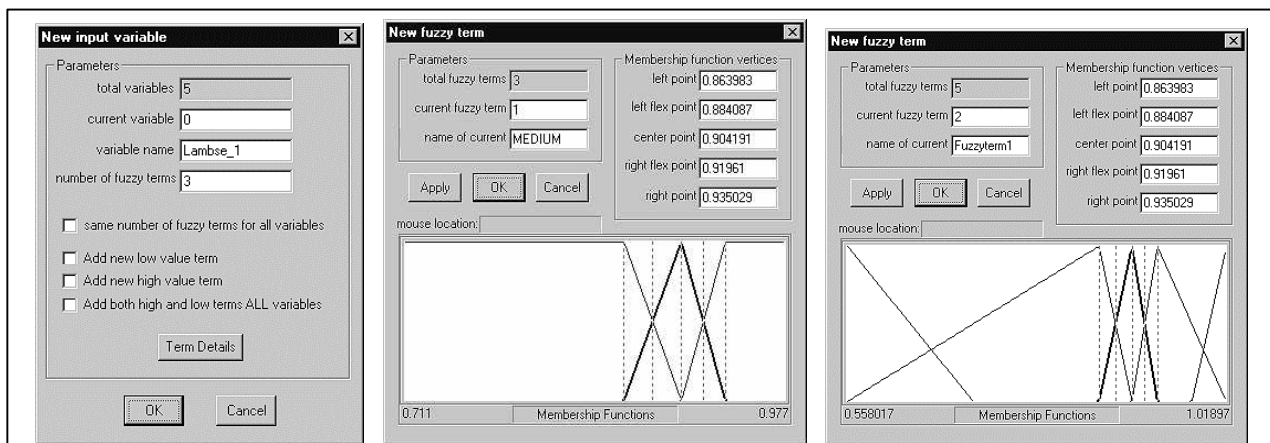 New input variable
Parameters
total variables 5
current variable 0
variable name Lambse_1
number of fuzzy terms 3
same number of fuzzy terms for all variables
Add new low value term
Add new high value term
Add both high and low terms ALL variables
Term Details
OK Cancel
New fuzzy term
Parameters
total fuzzy terms 3
current fuzzy term 1
name of current MEDIUM
Apply OK Cancel
Membership function vertices
left point 0.863983
left flex point 0.884087
center point 0.904191
right flex point 0.91961
right point 0.935029
mouse location:
0.711 Membership Functions 0.977
New fuzzy term
Parameters
total fuzzy terms 5
current fuzzy term 2
name of current Fuzzyterm1
Apply OK Cancel
Membership function vertices
left point 0.863983
left flex point 0.884087
center point 0.904191
right flex point 0.91961
right point 0.935029
mouse location:
0.558017 Membership Functions 1.01897